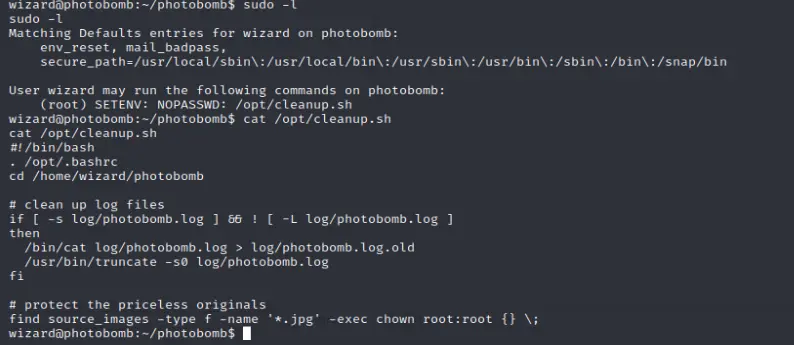 wizard@photobomb:~/photobomb$ sudo -l
sudo -l
Matching Defaults entries for wizard on photobomb:
    env_reset, mail_badpass,
    secure_path=/usr/local/sbin\:/usr/local/bin\:/usr/sbin\:/usr/bin\:/sbin\:/bin\:/snap/bin

User wizard may run the following commands on photobomb:
    (root) SETENV: NOPASSWD: /opt/cleanup.sh
wizard@photobomb:~/photobomb$ cat /opt/cleanup.sh
cat /opt/cleanup.sh
#!/bin/bash
. /opt/.bashrc
cd /home/wizard/photobomb

# clean up log files
if [ -s log/photobomb.log ] && ! [ -L log/photobomb.log ]
then
  /bin/cat log/photobomb.log > log/photobomb.log.old
  /usr/bin/truncate -s0 log/photobomb.log
fi

# protect the priceless originals
find source_images -type f -name '*.jpg' -exec chown root:root {} \;
wizard@photobomb:~/photobomb$